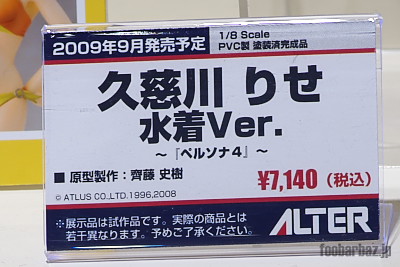 2009年9月発売予定
1/8 Scale
PVC製 塗装済完成品
久慈川 りせ
水着Ver.
～『ペルソナ4』～
■ 原型製作：齊藤 史樹
¥7,140（税込）
© ATLUS CO.,LTD.1996,2008
※展示品は試作品です。実際の商品とは
若干異なります。予めご了承ください。
ALTER
foobarbaz.jp